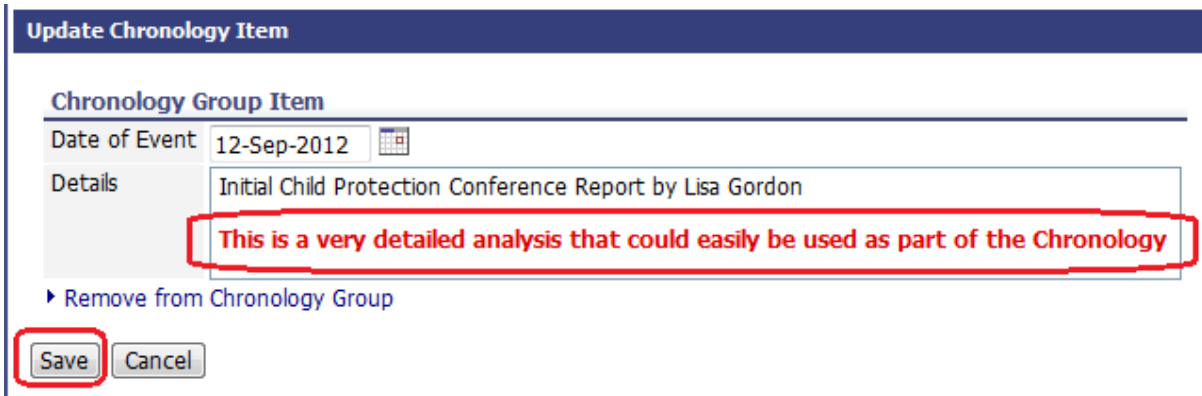 Update Chronology Item
Chronology Group Item
Date of Event 12-Sep-2012
Details Initial Child Protection Conference Report by Lisa Gordon
This is a very detailed analysis that could easily be used as part of the Chronology
Remove from Chronology Group
Save Cancel